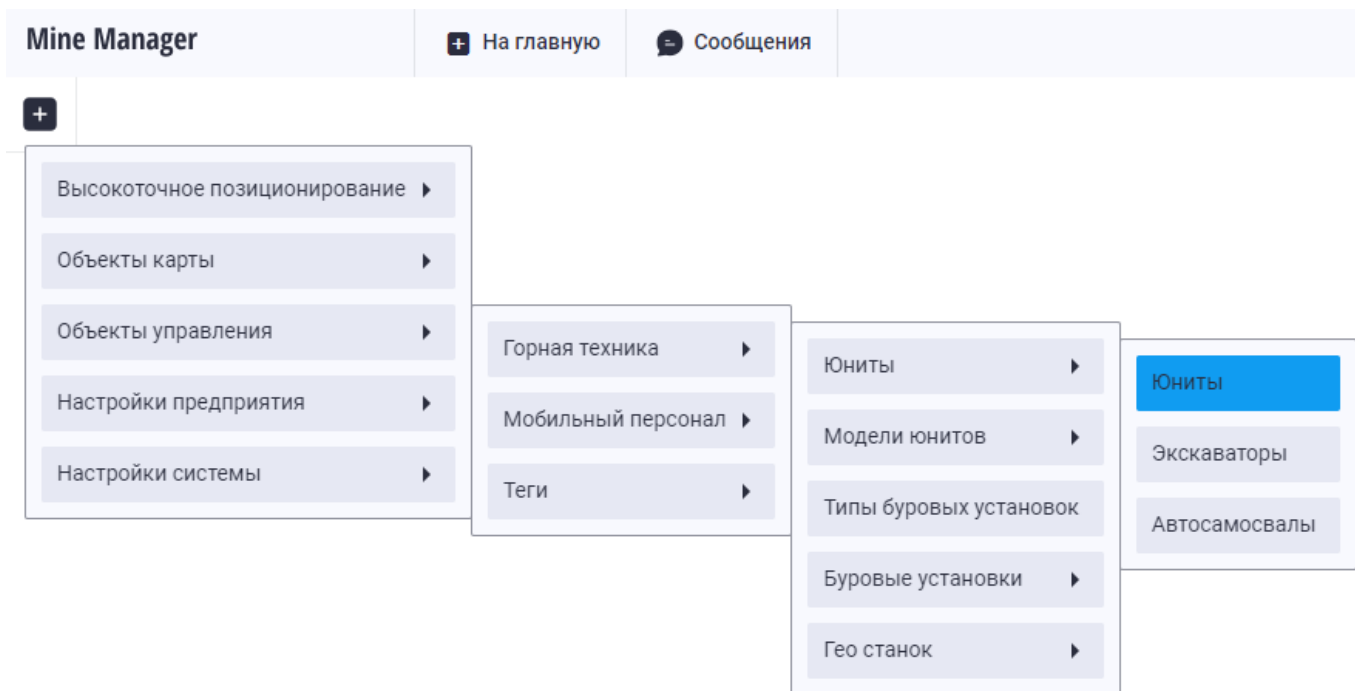 Mine Manager
На главную
Сообщения
Высокоточное позиционирование
Объекты карты
Объекты управления
Настройки предприятия
Настройки системы
Горная техника
Мобильный персонал
Теги
Юниты
Модели юнитов
Типы буровых установок
Буровые установки
Гео станок
Юниты
Экскаваторы
Автосамосвалы